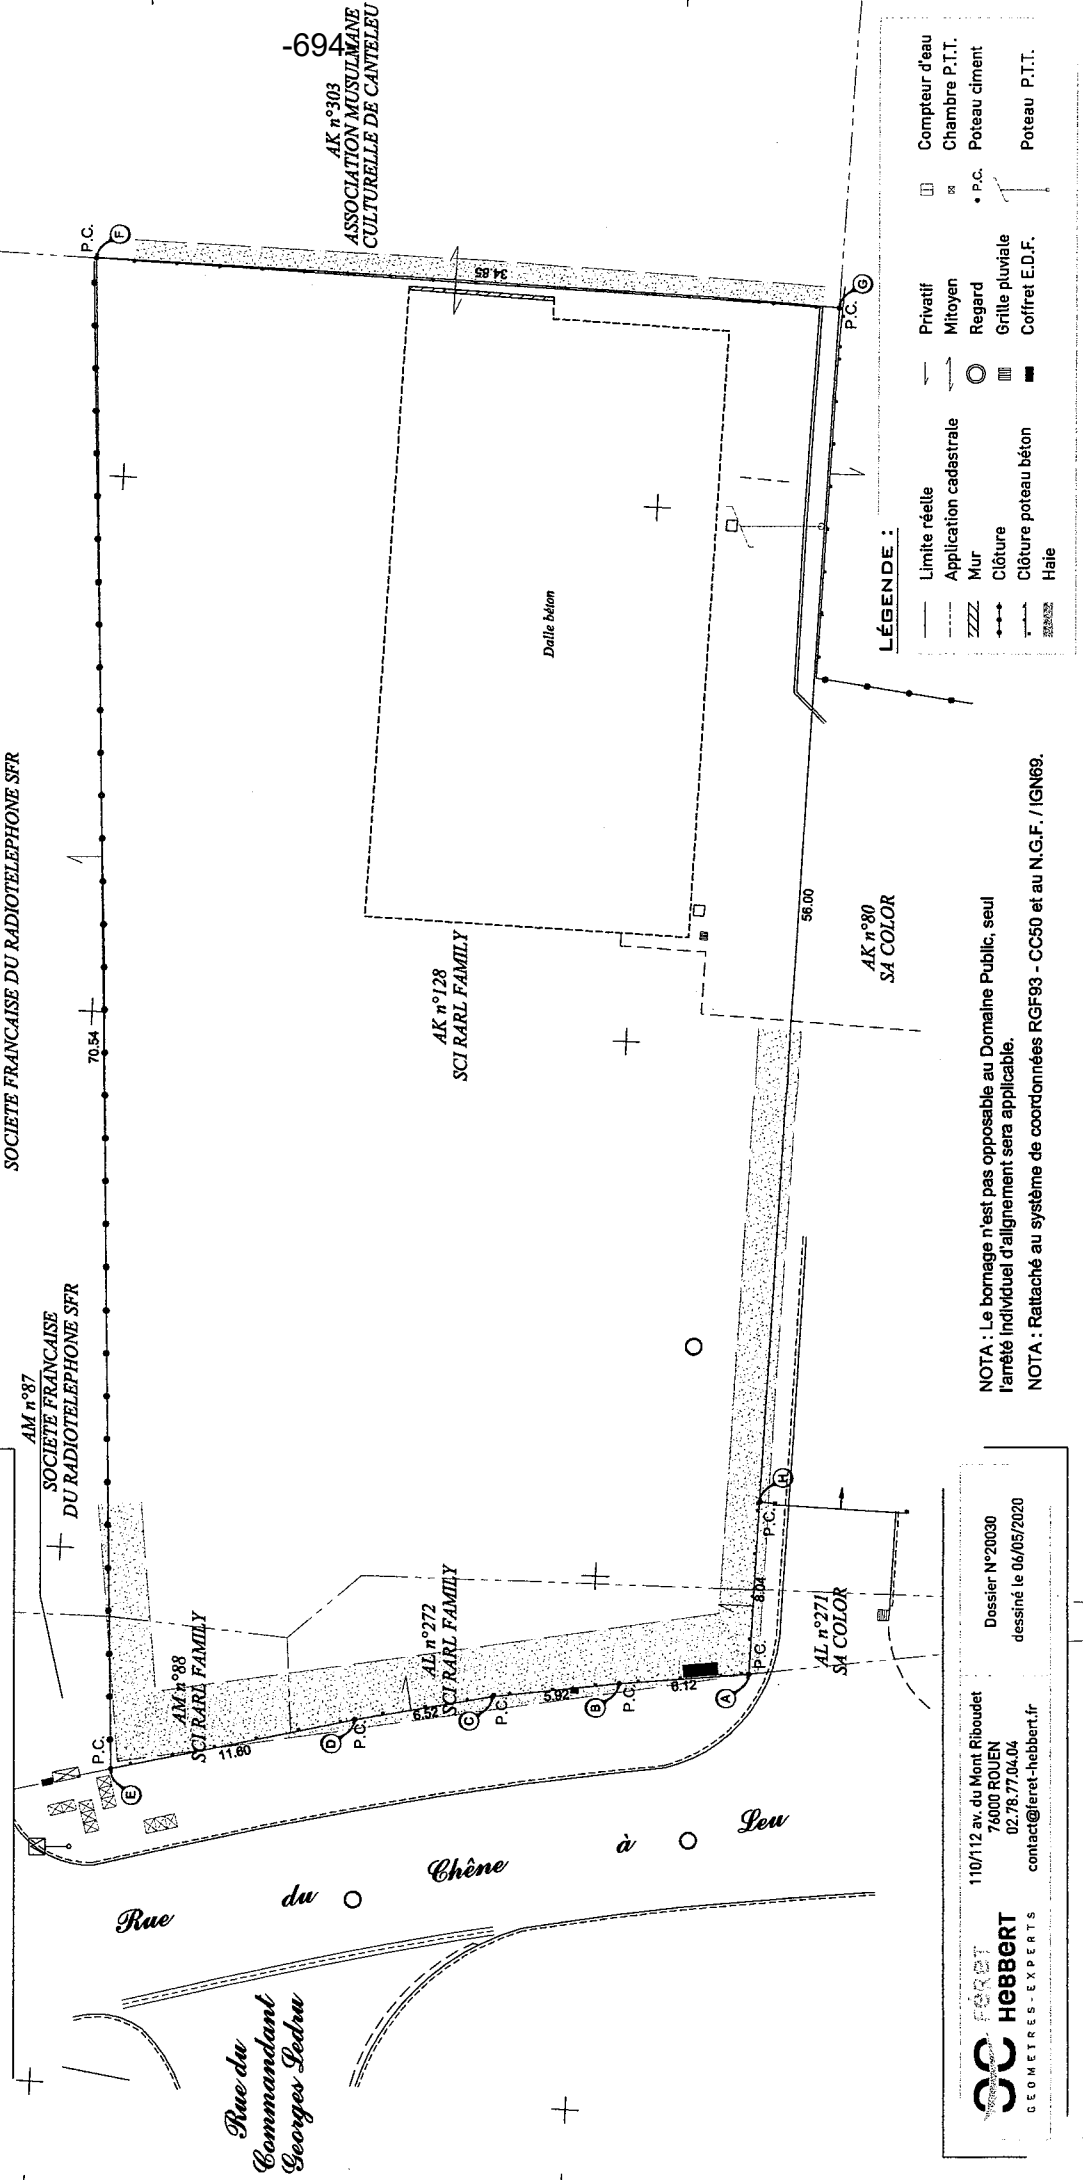 -694
AK n°303
ASSOCIATION MUSULMANE
CULTURELLE DE CANTELEU
SOCIETE FRANCAISE DU RADIOTELEPHONE SFR
AM n°87
SOCIETE FRANCAISE
DU RADIOTELEPHONE SFR
P.C.
F
34.85
G
P.C.
70.54
Dalle béton
AK n°128
SCI RARL FAMILY
56.00
AK n°80
SA COLOR
AM n°88
SCI RARL FAMILY
AL n°272
SCI RARL FAMILY
AL n°271
SA COLOR
P.C.
E
11.60
D
P.C.
6.52
C
P.C.
5.92
B
P.C.
6.12
A
P.C.
8.04
P.C.
H
Rue du Chêne à Leu
Rue du
Commandant
Georges Ledru
LÉGENDE :
Limite réelle
Application cadastrale
Mur
Clôture
Clôture poteau béton
Haie
Privatif
Mitoyen
Regard
Grille pluviale
Coffret E.D.F.
Compteur d'eau
Chambre P.T.T.
P.C. Poteau ciment
Poteau P.T.T.
NOTA : Le bornage n'est pas opposable au Domaine Public, seul
l'arrêté individuel d'alignement sera applicable.
NOTA : Rattaché au système de coordonnées RGF93 - CC50 et au N.G.F. / IGN69.
FéReT
HeBBeRT
GEOMETRES-EXPERTS
110/112 av. du Mont Riboudet
76000 ROUEN
02.78.77.04.04
contact@feret-hebbert.fr
Dossier N°20030
dessiné le 06/05/2020